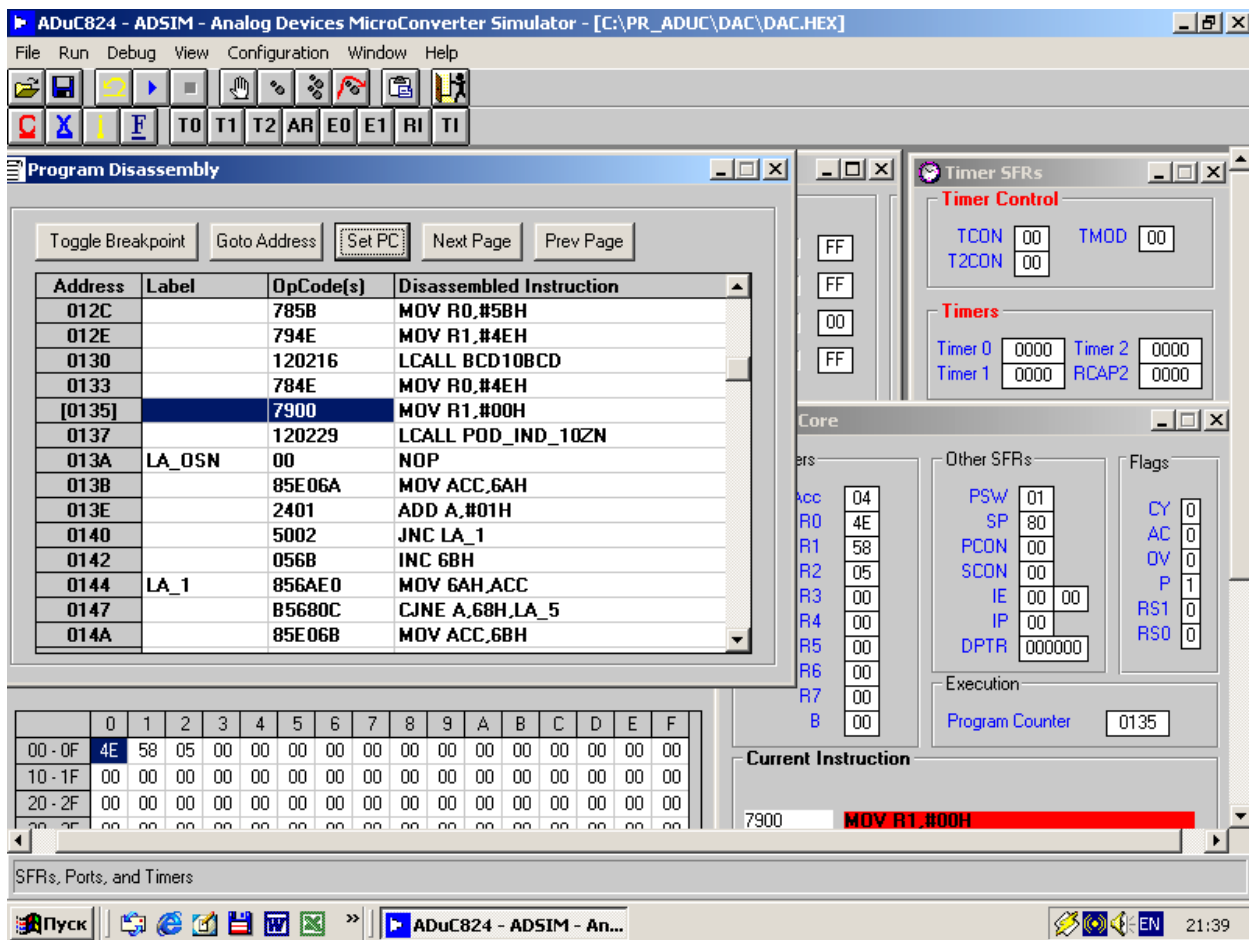 ADuC824 - ADSIM - Analog Devices MicroConverter Simulator - [C:\PR_ADUC\DAC\DAC.HEX]
File Run Debug View Configuration Window Help
T0 T1 T2 AR E0 E1 RI TI
Program Disassembly
Toggle Breakpoint Goto Address Set PC Next Page Prev Page
Address Label OpCode(s) Disassembled Instruction
012C 785B MOV R0,#5BH
012E 794E MOV R1,#4EH
0130 120216 LCALL BCD10BCD
0133 784E MOV R0,#4EH
[0135] 7900 MOV R1,#00H
0137 120229 LCALL POD_IND_10ZN
013A LA_OSN 00 NOP
013B 85E06A MOV ACC,6AH
013E 2401 ADD A,#01H
0140 5002 JNC LA_1
0142 056B INC 6BH
0144 LA_1 856AE0 MOV 6AH,ACC
0147 B5680C CJNE A,68H,LA_5
014A 85E06B MOV ACC,6BH
FF
FF
00
FF
Timer SFRs
Timer Control
TCON 00 TMOD 00
T2CON 00
Timers
Timer 0 0000 Timer 2 0000
Timer 1 0000 RCAP2 0000
Core
ers
Acc 04
R0 4E
R1 58
R2 05
R3 00
R4 00
R5 00
R6 00
R7 00
B 00
Other SFRs
PSW 01
SP 80
PCON 00
SCON 00
IE 00 00
IP 00
DPTR 000000
Flags
CY 0
AC 0
OV 0
P 1
RS1 0
RS0 0
Execution
Program Counter 0135
Current Instruction
7900 MOV R1,#00H
0 1 2 3 4 5 6 7 8 9 A B C D E F
00 - 0F 4E 58 05 00 00 00 00 00 00 00 00 00 00 00 00 00
10 - 1F 00 00 00 00 00 00 00 00 00 00 00 00 00 00 00 00
20 - 2F 00 00 00 00 00 00 00 00 00 00 00 00 00 00 00 00
SFRs, Ports, and Timers
Пуск » ADuC824 - ADSIM - An... EN 21:39